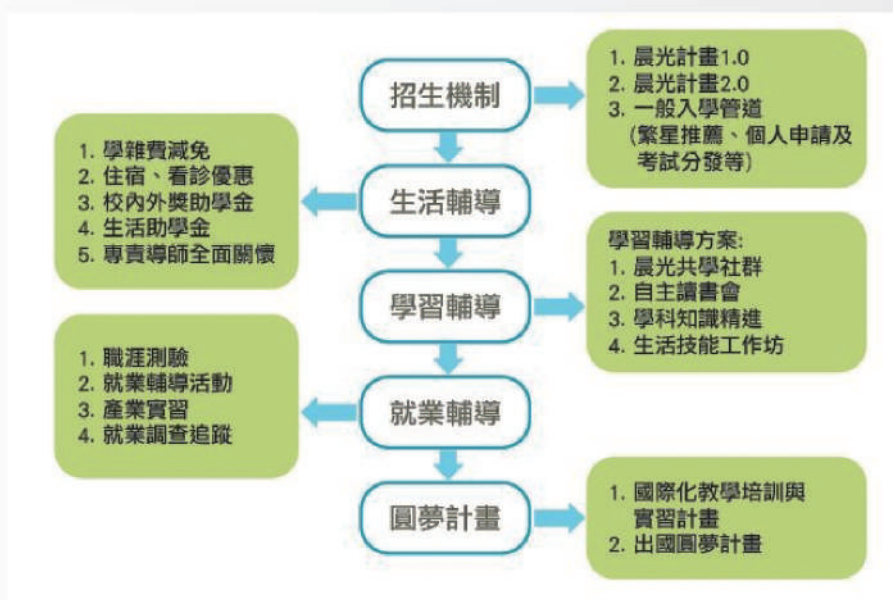 招生機制
1. 晨光計畫1.0
2. 晨光計畫2.0
3. 一般入學管道
(繁星推薦、個人申請及
考試分發等)
生活輔導
1. 學雜費減免
2. 住宿、看診優惠
3. 校內外獎助學金
4. 生活助學金
5. 專責導師全面關懷
學習輔導
學習輔導方案:
1. 晨光共學社群
2. 自主讀書會
3. 學科知識精進
4. 生活技能工作坊
就業輔導
1. 職涯測驗
2. 就業輔導活動
3. 產業實習
4. 就業調查追蹤
圓夢計畫
1. 國際化教學培訓與
實習計畫
2. 出國圓夢計畫